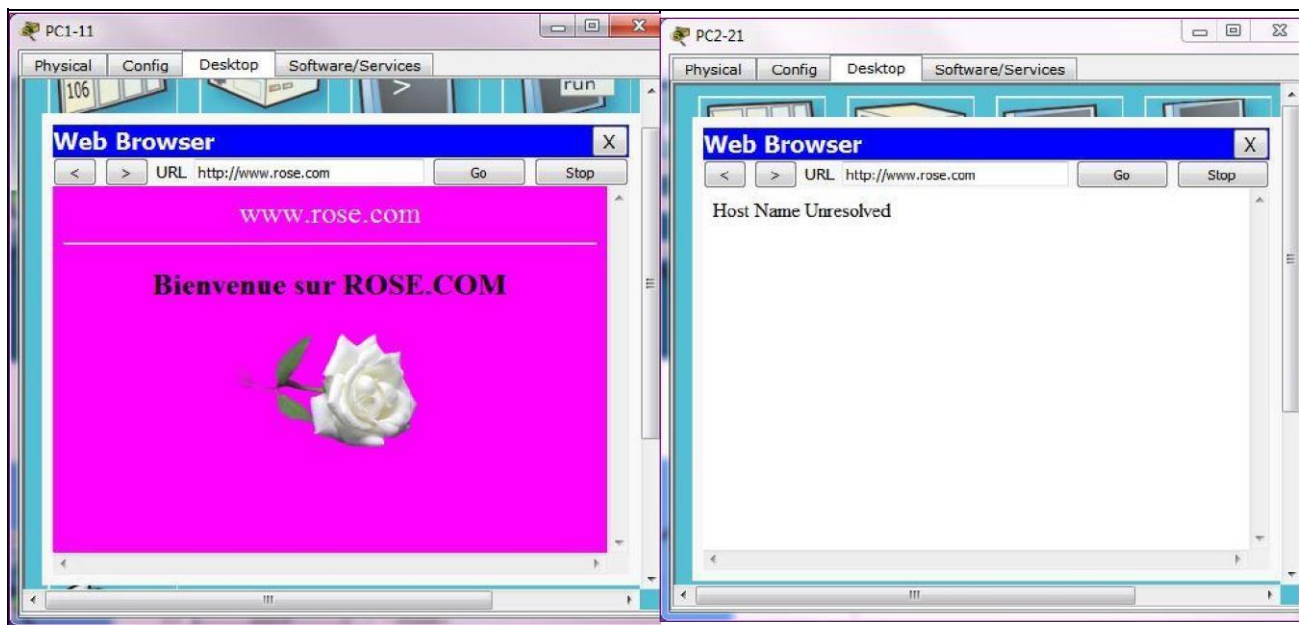 PC1-11
Physical Config Desktop Software/Services
106
run
Web Browser X
< > URL http://www.rose.com Go Stop
www.rose.com
Bienvenue sur ROSE.COM
PC2-21
Physical Config Desktop Software/Services
Web Browser X
< > URL http://www.rose.com Go Stop
Host Name Unresolved